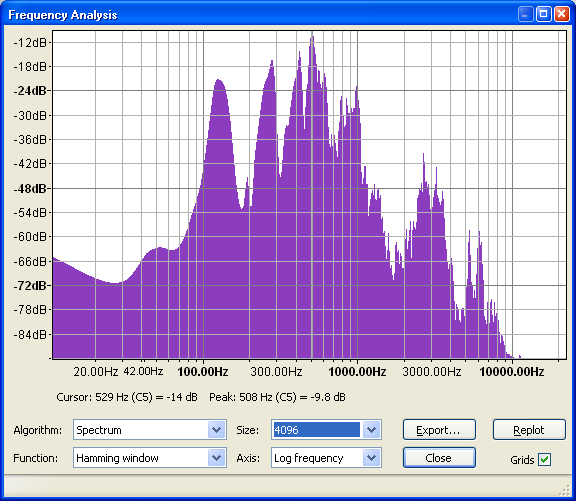 Frequency Analysis
-12dB
-18dB
-24dB
-30dB
-36dB
-42dB
-48dB
-54dB
-60dB
-66dB
-72dB
-78dB
-84dB
20.00Hz 42.00Hz 100.000Hz 300.00Hz 1000.00Hz 3000.00Hz 10000.00Hz
Cursor: 529 Hz (C5) = -14 dB Peak: 508 Hz (C5) = -9.8 dB
Algorithm: Spectrum Size: 4096 Export... Replot
Function: Hamming window Axis: Log frequency Close Grids